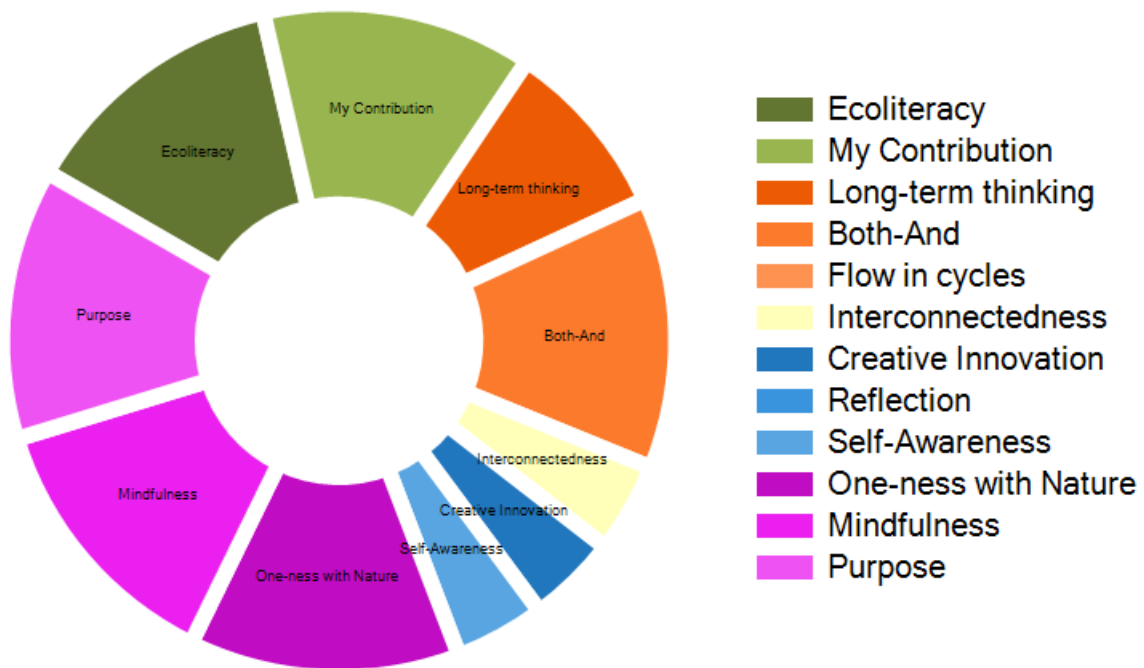 My Contribution
Ecoliteracy
Long-term thinking
Purpose
Both-And
Interconnectedness
Mindfulness
Creative Innovation
Self-Awareness
One-ness with Nature
Ecoliteracy
My Contribution
Long-term thinking
Both-And
Flow in cycles
Interconnectedness
Creative Innovation
Reflection
Self-Awareness
One-ness with Nature
Mindfulness
Purpose